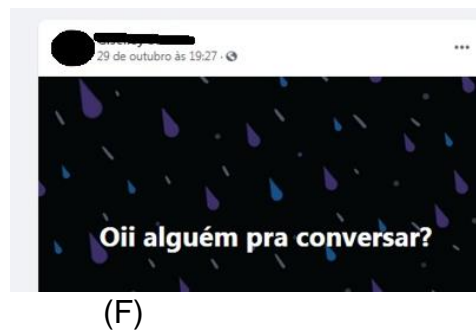 29 de outubro às 19:27 ·
Oii alguém pra conversar?
(F)